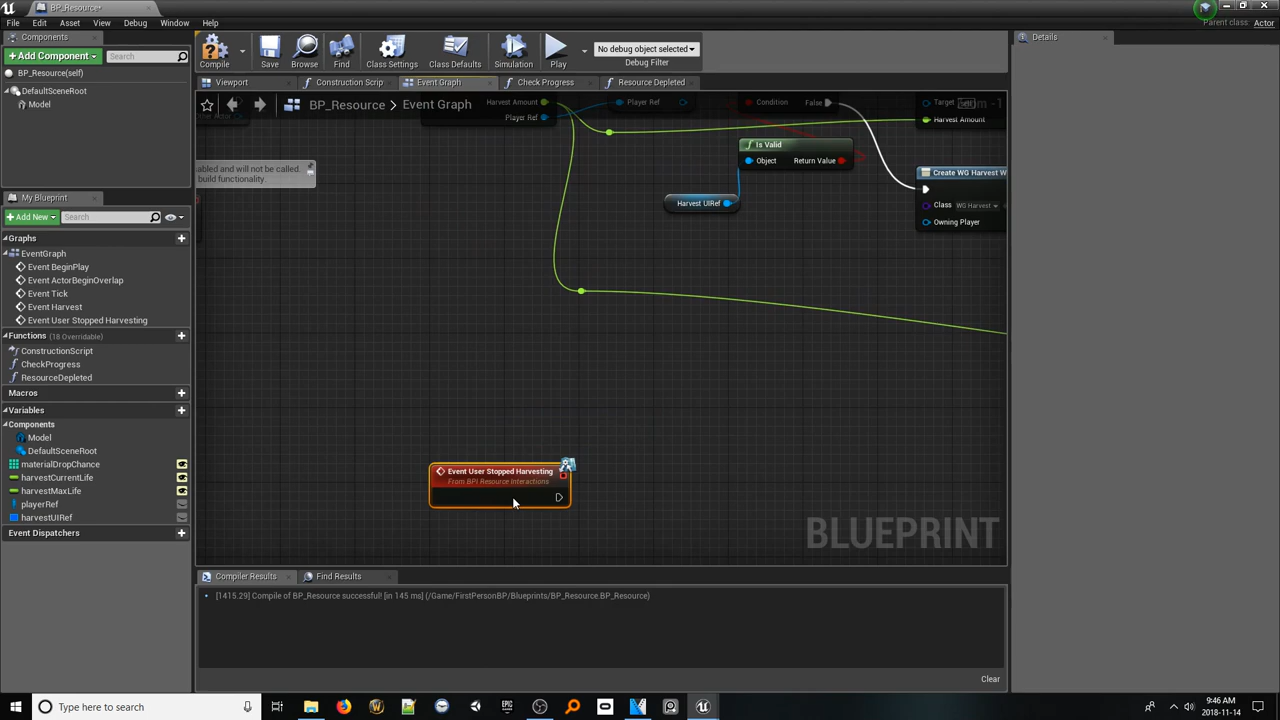 BP_Resource*
File Edit Asset View Debug Window Help
Parent class: Actor
Components
Details
Add Component
Search
BP_Resource(self)
DefaultSceneRoot
Model
Compile
Save
Browse
Find
Class Settings
Class Defaults
Simulation
Play
No debug object selected
Debug Filter
Viewport
Construction Scrip
Event Graph
Check Progress
Resource Depleted
BP_Resource > Event Graph
Harvest Amount
Player Ref
Player Ref
Condition
False
Target
self
Harvest Amount
abled and will not be called.
build functionality.
Is Valid
Object
Return Value
Harvest UIRef
Create WG Harvest W
Class WG Harvest
Owning Player
My Blueprint
Add New
Search
Graphs
EventGraph
Event BeginPlay
Event ActorBeginOverlap
Event Tick
Event Harvest
Event User Stopped Harvesting
Functions (18 Overridable)
ConstructionScript
CheckProgress
ResourceDepleted
Macros
Variables
Components
Model
DefaultSceneRoot
materialDropChance
harvestCurrentLife
harvestMaxLife
playerRef
harvestUIRef
Event Dispatchers
Event User Stopped Harvesting
From BPI Resource Interactions
BLUEPRINT
Compiler Results
Find Results
[1415.29] Compile of BP_Resource successful! [in 145 ms] (/Game/FirstPersonBP/Blueprints/BP_Resource.BP_Resource)
Clear
Type here to search
9:46 AM
2018-11-14